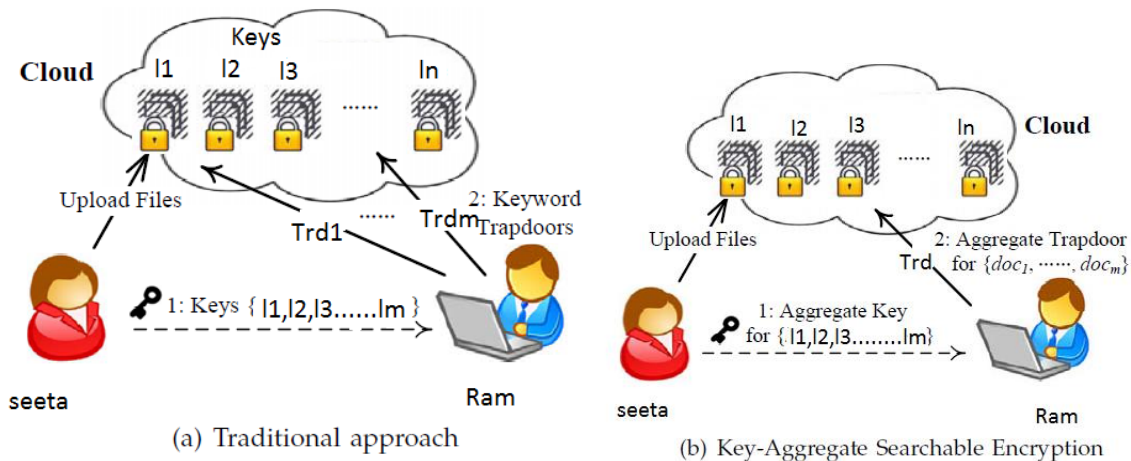 Keys
Cloud
l1 l2 l3 ...... ln
Upload Files
Trd1
......
Trdm
2: Keyword
Trapdoors
1: Keys { l1,l2,l3.......lm }
seeta
Ram
(a) Traditional approach
l1 l2 l3 ...... ln
Cloud
Upload Files
Trd
2: Aggregate Trapdoor
for {doc1, ······, docm}
1: Aggregate Key
for {l1,l2,l3.........lm}
seeta
Ram
(b) Key-Aggregate Searchable Encryption